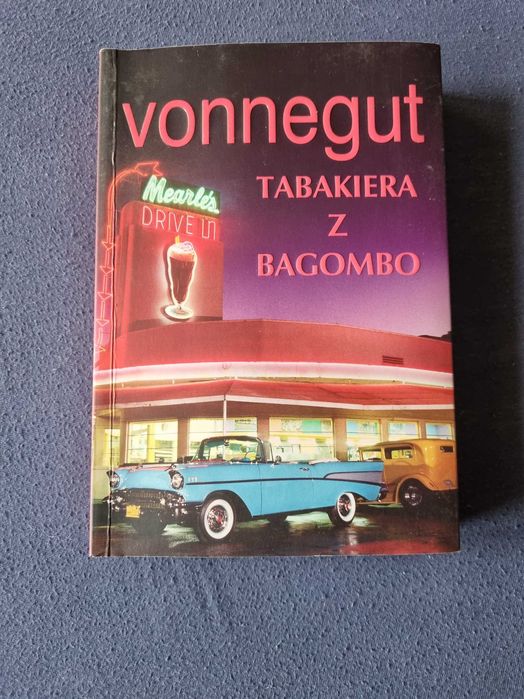 vonnegut
TABAKIERA
Z
BAGOMBO
Mearle's
DRIVE IN